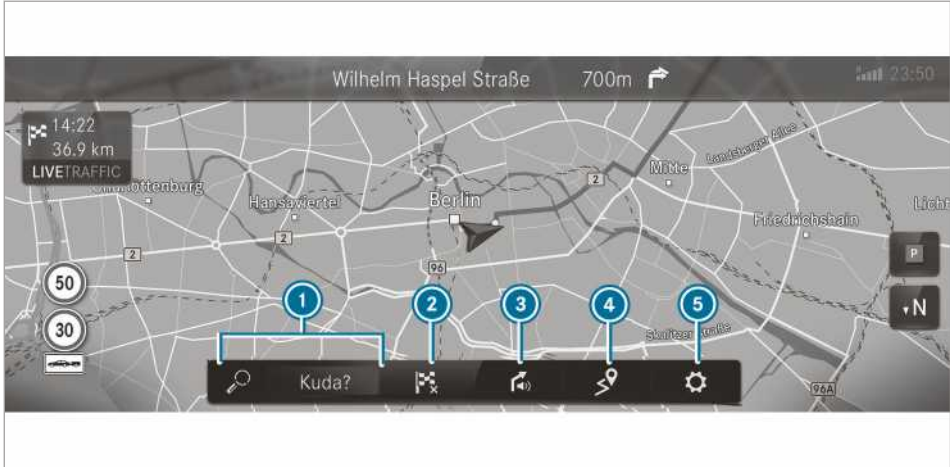 Wilhelm Haspel Straße 700m
23:50
14:22
36.9 km
LIVETRAFFIC
Mitte
Landsberger Allee
2
Hansaviertel
Berlin
Friedrichshain
2
2
P
96
50
N
1
2
3
4
5
30
Kuda?
96A